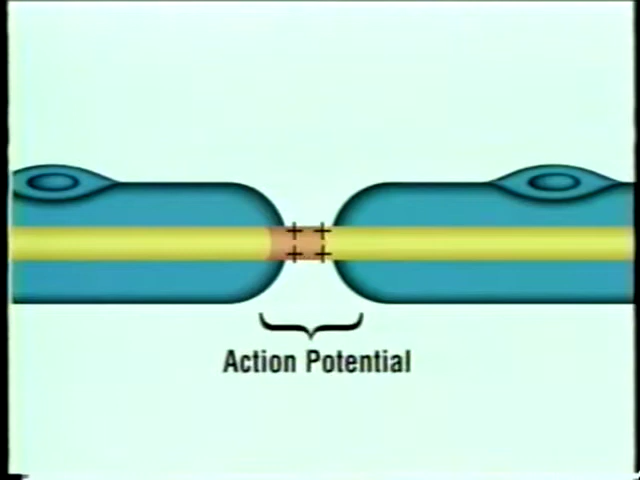 + +
+ +
Action Potential